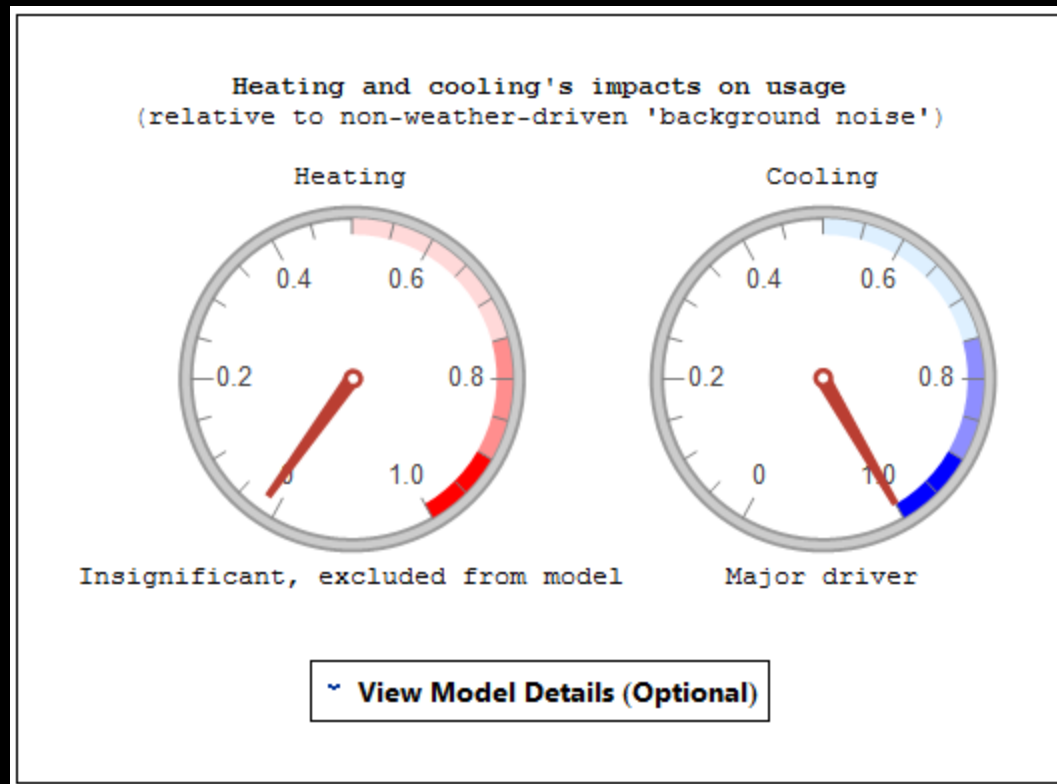 Heating and cooling's impacts on usage
(relative to non-weather-driven 'background noise')
Heating
Cooling
0.4
0.6
0.2
0.8
0
1.0
0.4
0.6
0.2
0.8
0
1.0
Insignificant, excluded from model
Major driver
View Model Details (Optional)